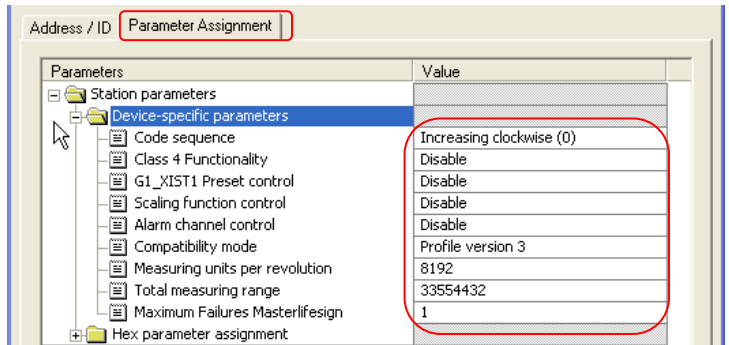 Address / ID Parameter Assignment
Parameters Value
Station parameters
Device-specific parameters
Code sequence Increasing clockwise (0)
Class 4 Functionality Disable
G1_XIST1 Preset control Disable
Scaling function control Disable
Alarm channel control Disable
Compatibility mode Profile version 3
Measuring units per revolution 8192
Total measuring range 33554432
Maximum Failures Masterlifesign 1
Hex parameter assignment